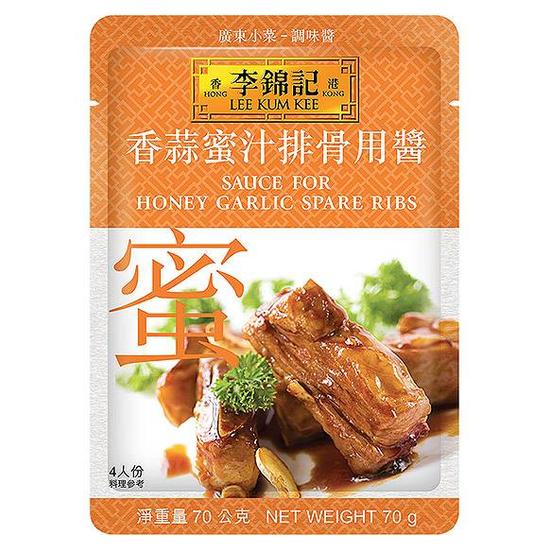 廣東小菜 - 調味醬
香 李錦記 港
HONG LEE KUM KEE KONG
香蒜蜜汁排骨用醬
SAUCE FOR
HONEY GARLIC SPARE RIBS
蜜
4人份
料理參考
淨重量 70 公克 NET WEIGHT 70 g